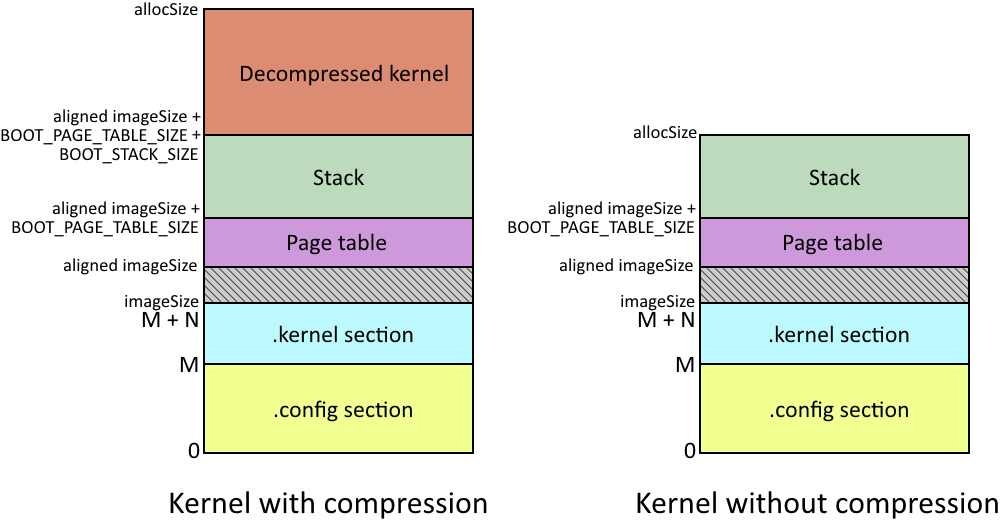 allocSize
Decompressed kernel
aligned imageSize +
BOOT_PAGE_TABLE_SIZE +
BOOT_STACK_SIZE
Stack
aligned imageSize +
BOOT_PAGE_TABLE_SIZE
Page table
aligned imageSize
imageSize
M + N
.kernel section
M
.config section
0
Kernel with compression
allocSize
Stack
aligned imageSize +
BOOT_PAGE_TABLE_SIZE
Page table
aligned imageSize
imageSize
M + N
.kernel section
M
.config section
0
Kernel without compression